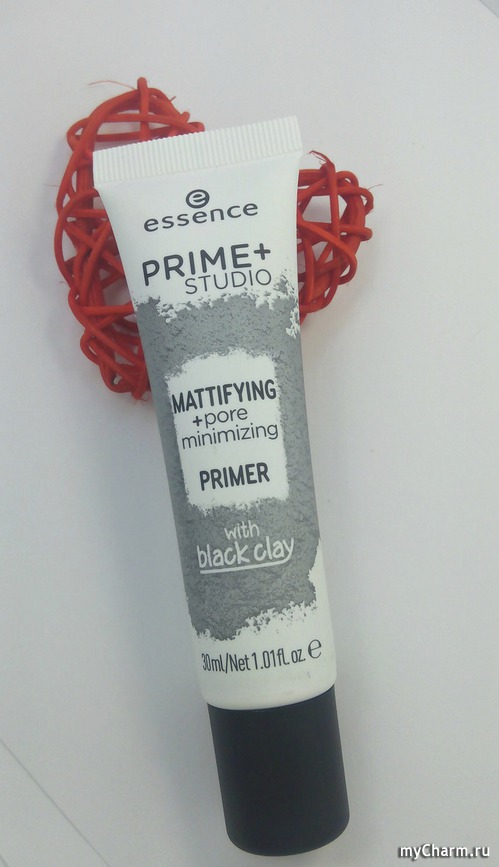 essence
PRIME+
STUDIO
MATTIFYING
+pore
minimizing
PRIMER
with
black clay
30ml/Net 1.01fl.oz e
myCharm.ru